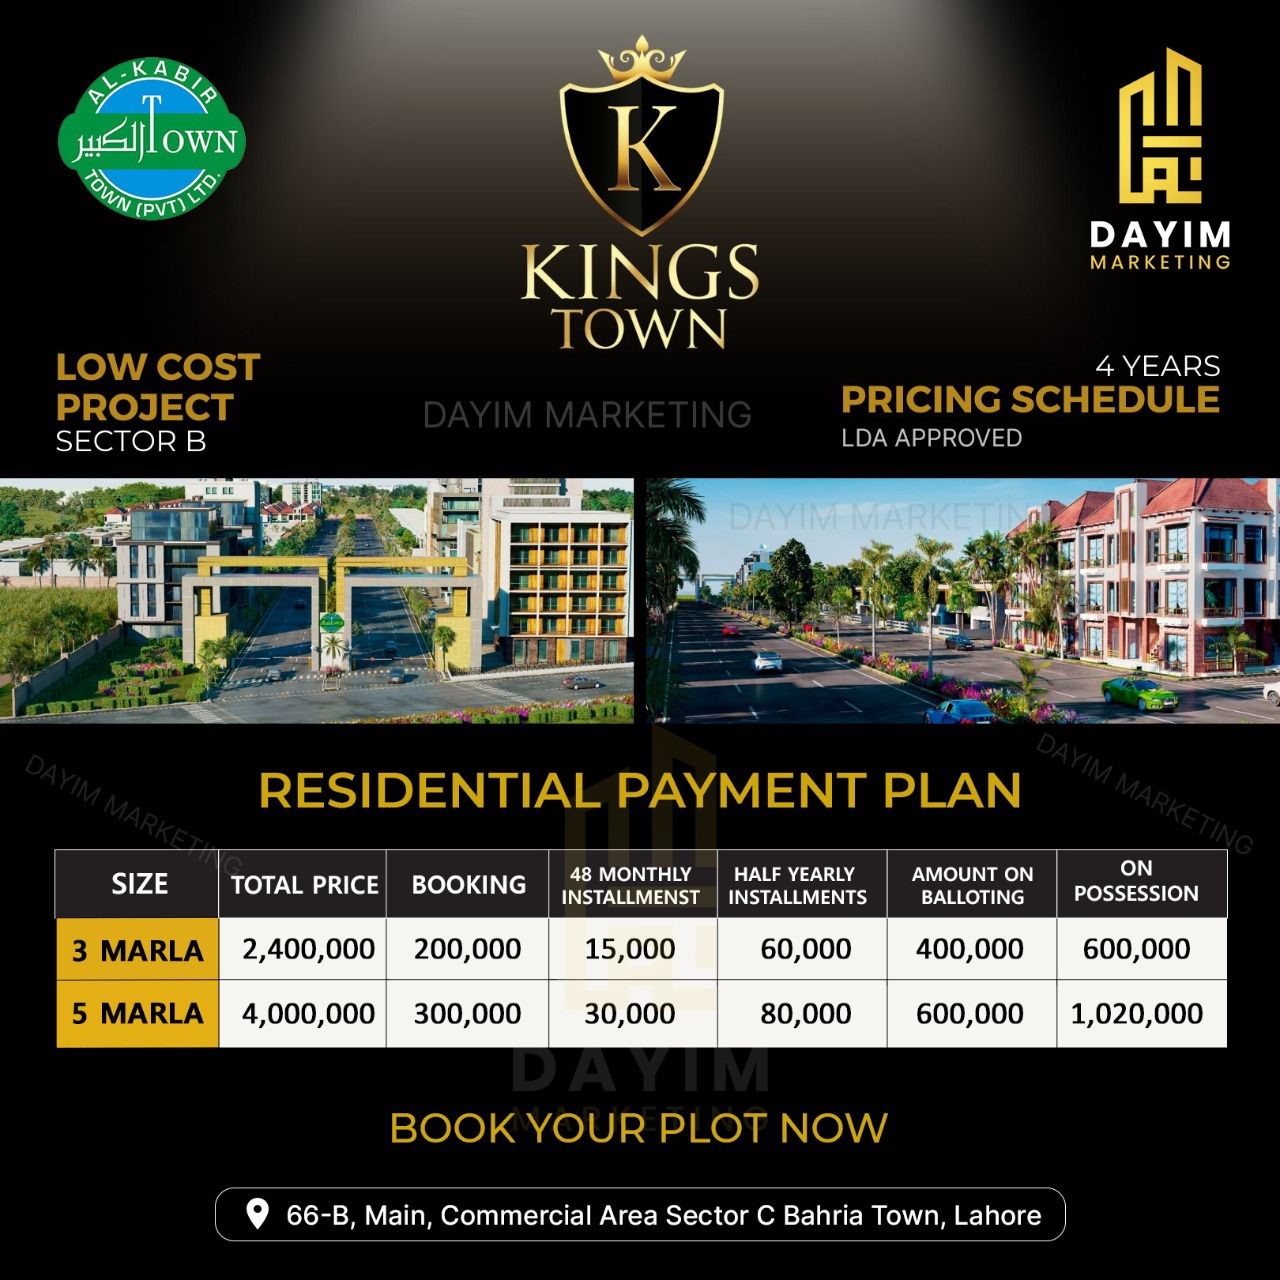 AL-KABIR
الكبير TOWN
TOWN (PVT) LTD.
K
KINGS
TOWN
DAYIM
MARKETING
LOW COST
PROJECT
SECTOR B
DAYIM MARKETING
4 YEARS
PRICING SCHEDULE
LDA APPROVED
DAYIM MARKETING
DAYIM MARKETING
DAYIM MARKETING
RESIDENTIAL PAYMENT PLAN
SIZE TOTAL PRICE BOOKING 48 MONTHLY INSTALLMENST HALF YEARLY INSTALLMENTS AMOUNT ON BALLOTING ON POSSESSION
3 MARLA 2,400,000 200,000 15,000 60,000 400,000 600,000
5 MARLA 4,000,000 300,000 30,000 80,000 600,000 1,020,000
DAYIM
MARKETING
BOOK YOUR PLOT NOW
66-B, Main, Commercial Area Sector C Bahria Town, Lahore